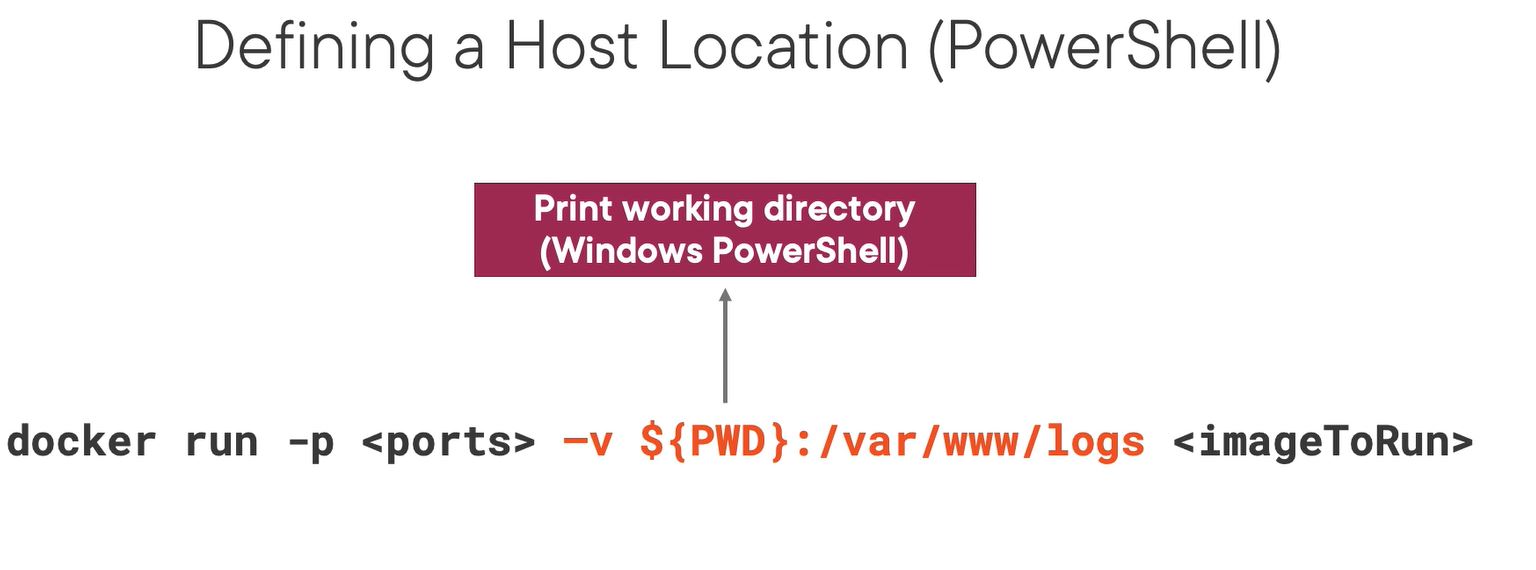 Defining a Host Location (PowerShell)
Print working directory
(Windows PowerShell)
docker run -p <ports> –v ${PWD}:/var/www/logs <imageToRun>